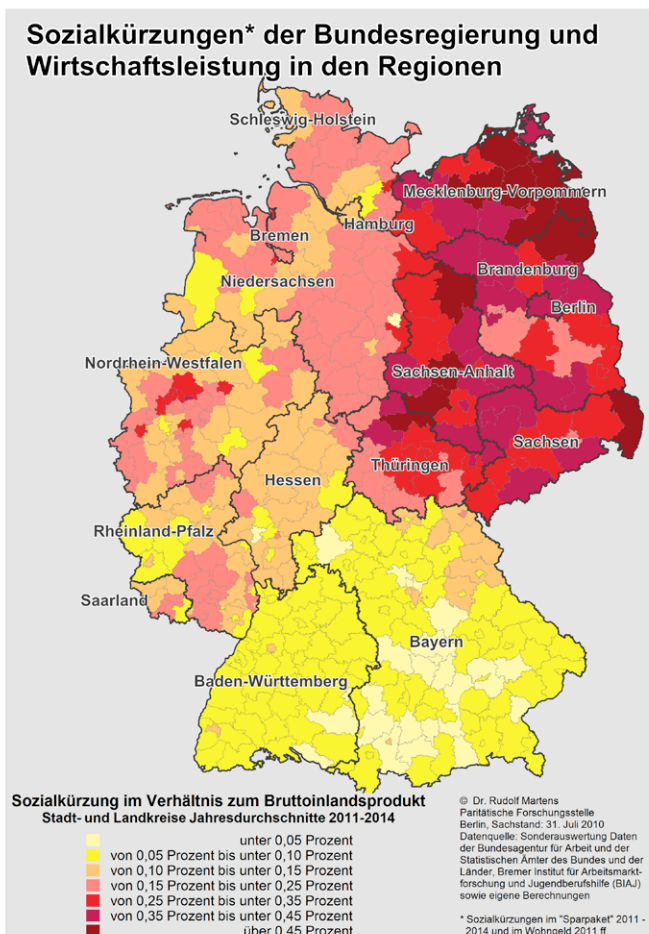 Sozialkürzungen* der Bundesregierung und
Wirtschaftsleistung in den Regionen
Schleswig-Holstein
Mecklenburg-Vorpommern
Hamburg
Bremen
Niedersachsen
Brandenburg
Berlin
Nordrhein-Westfalen
Sachsen-Anhalt
Sachsen
Thüringen
Hessen
Rheinland-Pfalz
Saarland
Bayern
Baden-Württemberg
Sozialkürzung im Verhältnis zum Bruttoinlandsprodukt
Stadt- und Landkreise Jahresdurchschnitte 2011-2014
unter 0,05 Prozent
von 0,05 Prozent bis unter 0,10 Prozent
von 0,10 Prozent bis unter 0,15 Prozent
von 0,15 Prozent bis unter 0,25 Prozent
von 0,25 Prozent bis unter 0,35 Prozent
von 0,35 Prozent bis unter 0,45 Prozent
über 0,45 Prozent
© Dr. Rudolf Martens
Paritätische Forschungsstelle
Berlin, Sachstand: 31. Juli 2010
Datenquelle: Sonderauswertung Daten
der Bundesagentur für Arbeit und der
Statistischen Ämter des Bundes und der
Länder, Bremer Institut für Arbeitsmarkt-
forschung und Jugendberufshilfe (BIAJ)
sowie eigene Berechnungen
* Sozialkürzungen im "Sparpaket" 2011 -
2014 und im Wohngeld 2011 ff.